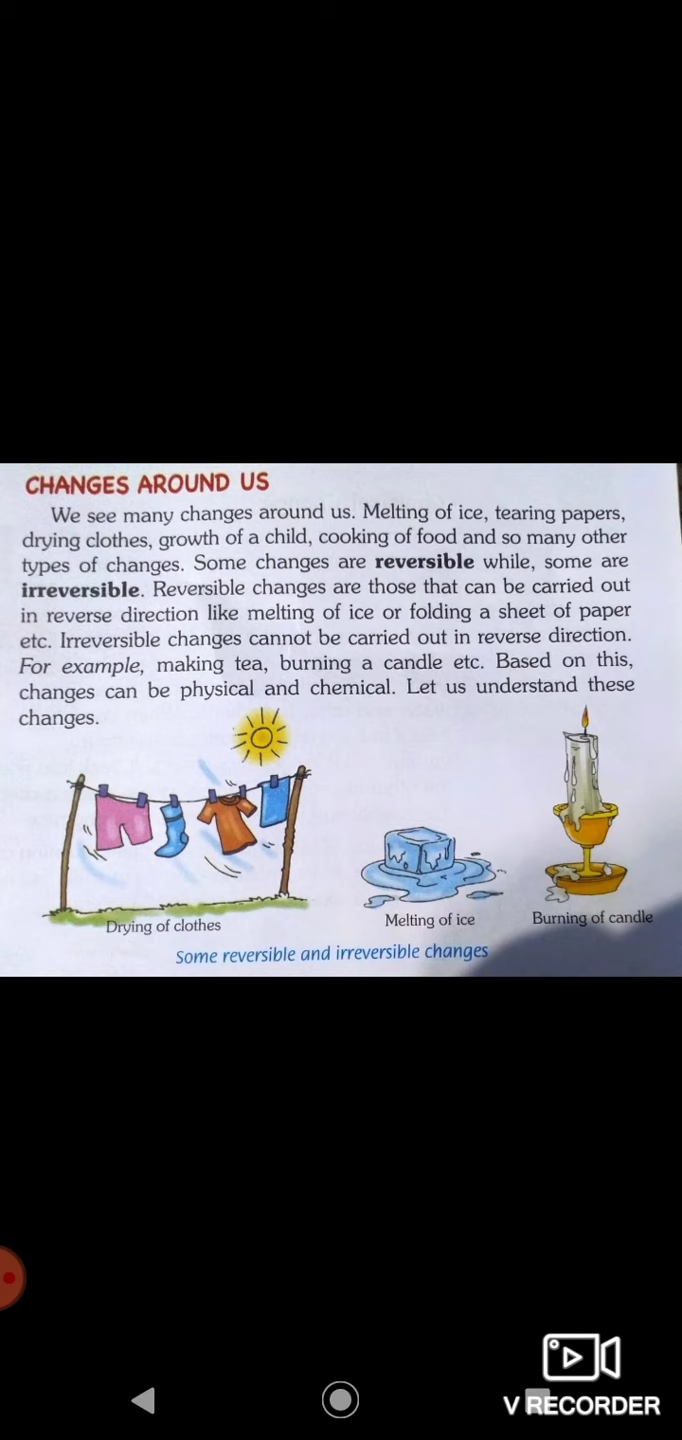 CHANGES AROUND US
We see many changes around us. Melting of ice, tearing papers,
drying clothes, growth of a child, cooking of food and so many other
types of changes. Some changes are reversible while, some are
irreversible. Reversible changes are those that can be carried out
in reverse direction like melting of ice or folding a sheet of paper
etc. Irreversible changes cannot be carried out in reverse direction.
For example, making tea, burning a candle etc. Based on this,
changes can be physical and chemical. Let us understand these
changes.
Drying of clothes
Melting of ice
Burning of candle
Some reversible and irreversible changes
V RECORDER